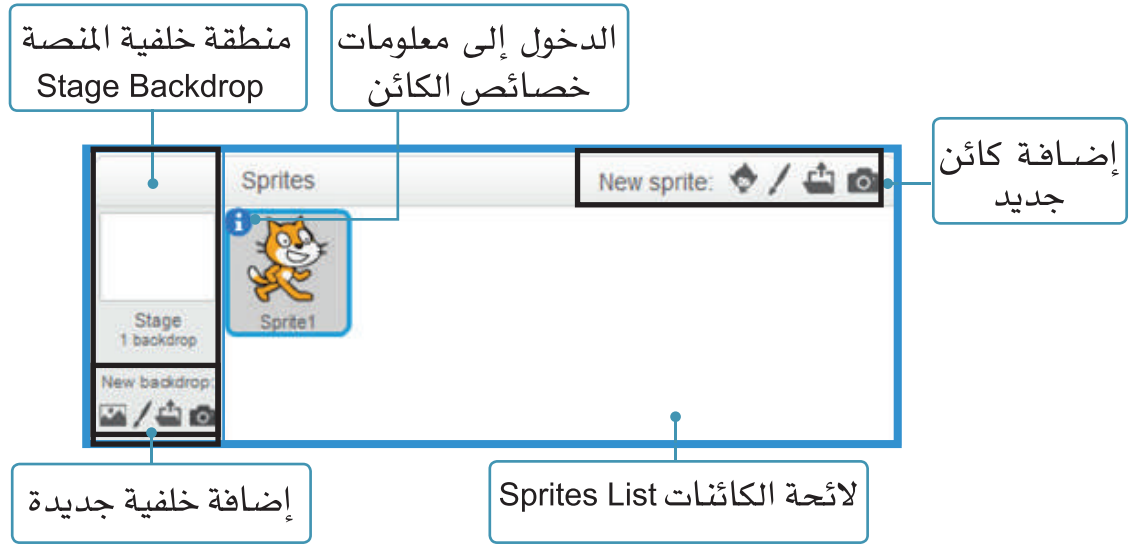 منطقة خلفية المنصة
Stage Backdrop
الدخول إلى معلومات
خصائص الكائن
إضافة كائن
جديد
Sprites
New sprite:
Sprite1
Stage
1 backdrop
New backdrop:
إضافة خلفية جديدة
لائحة الكائنات Sprites List